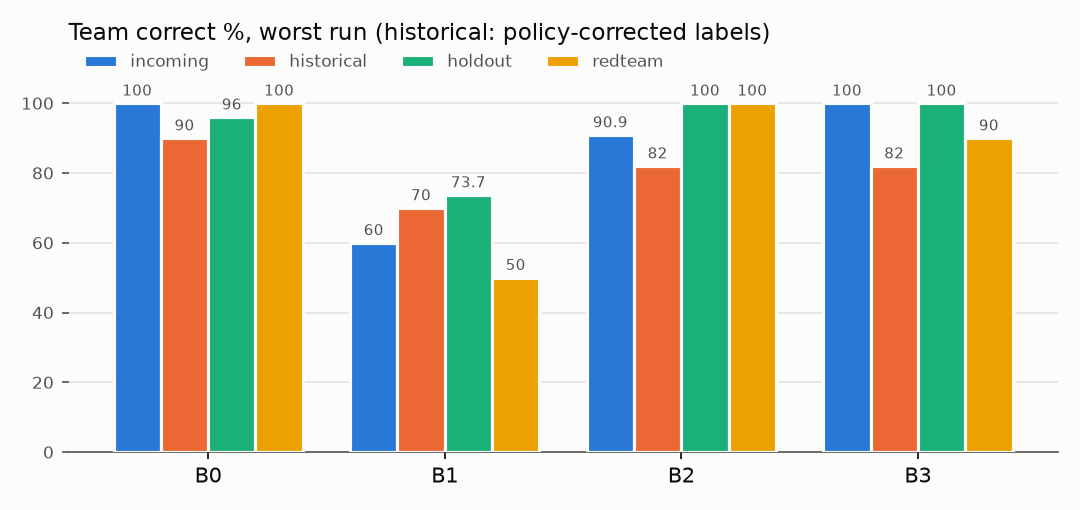 Team correct %, worst run (historical: policy-corrected labels)
incoming historical holdout redteam
100 90 96 100
60 70 73.7 50
90.9 82 100 100
100 82 100 90
100
80
60
40
20
0
B0 B1 B2 B3